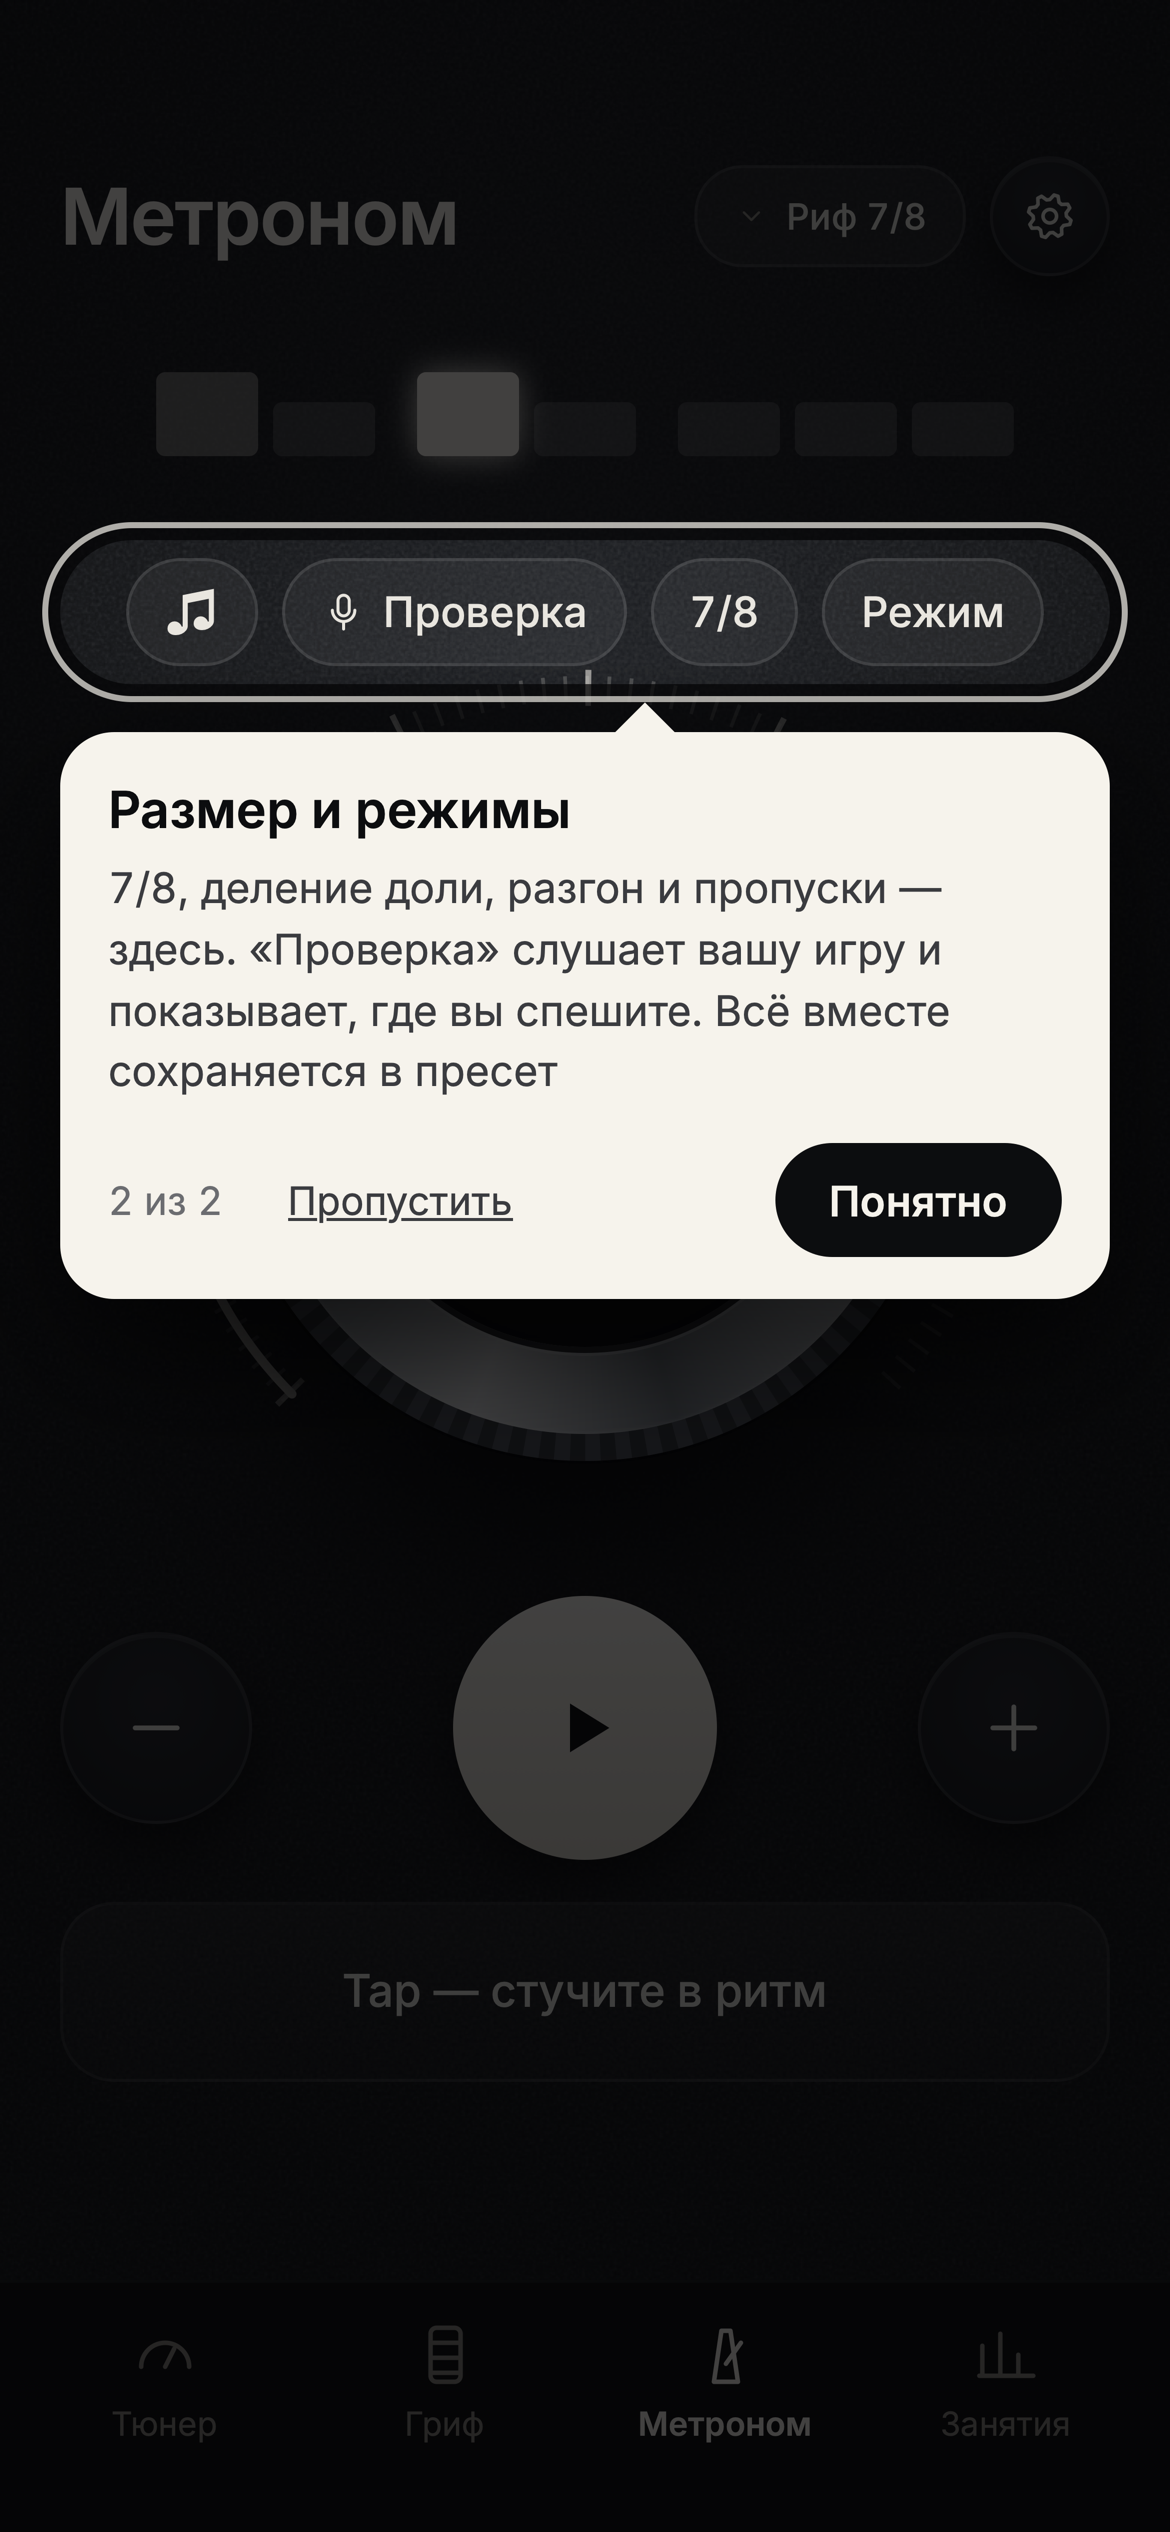 Метроном
Риф 7/8
Проверка
7/8
Режим
Размер и режимы
7/8, деление доли, разгон и пропуски —
здесь. «Проверка» слушает вашу игру и
показывает, где вы спешите. Всё вместе
сохраняется в пресет
2 из 2
Пропустить
Понятно
Tap — стучите в ритм
Тюнер
Гриф
Метроном
Занятия